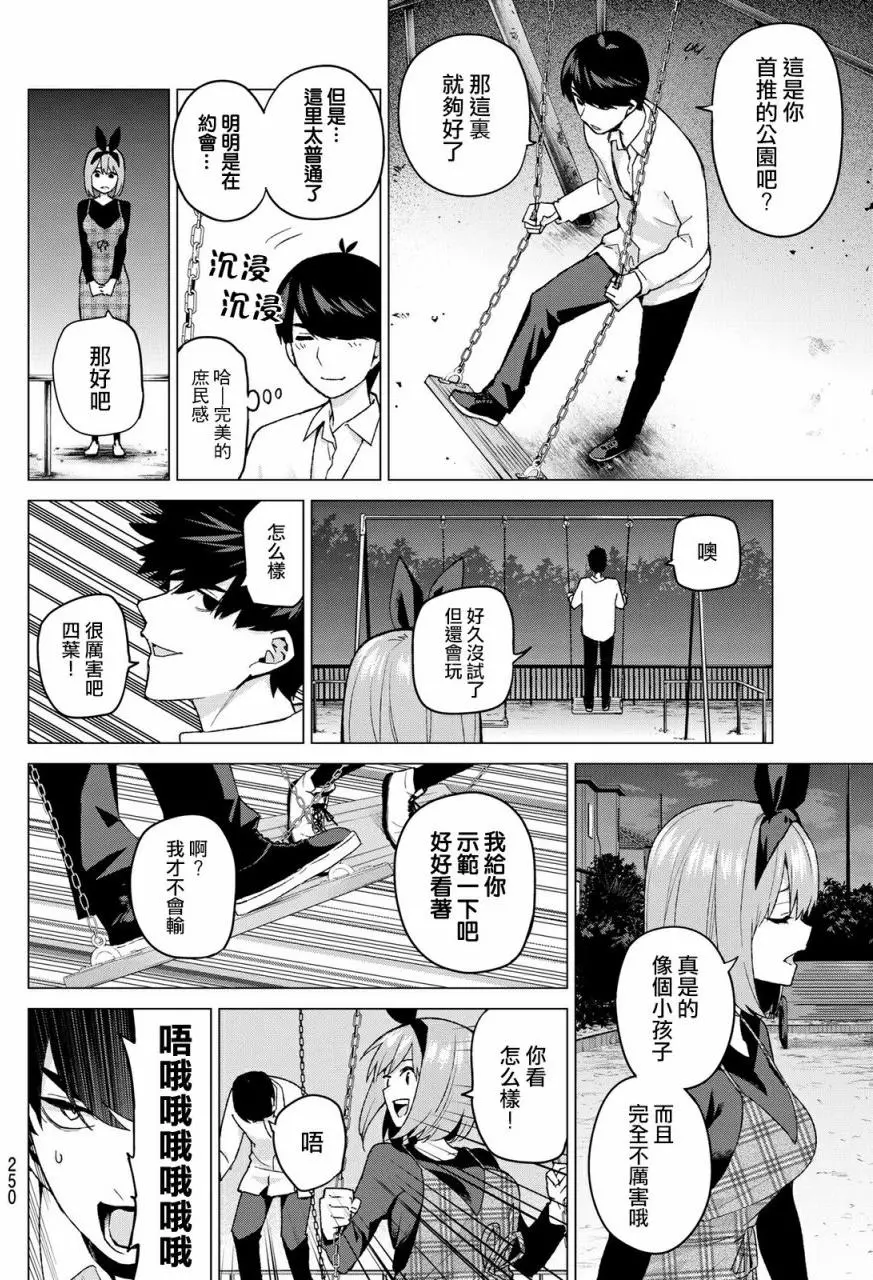 這是你
首推的公園吧？
那這裏
就夠好了
但是…
這里太普通了
明明是在
約會…
沉浸
沉浸
哈—完美的
庶民感
那好吧
噢
好久沒試了
但還會玩
怎么樣
很厲害吧
四葉！
真是的
像個小孩子
而且
完全不厲害哦
我給你
示範一下吧
好好看著
啊？
我才不會輸
你看
怎么樣！
唔
唔哦哦哦哦哦哦
250